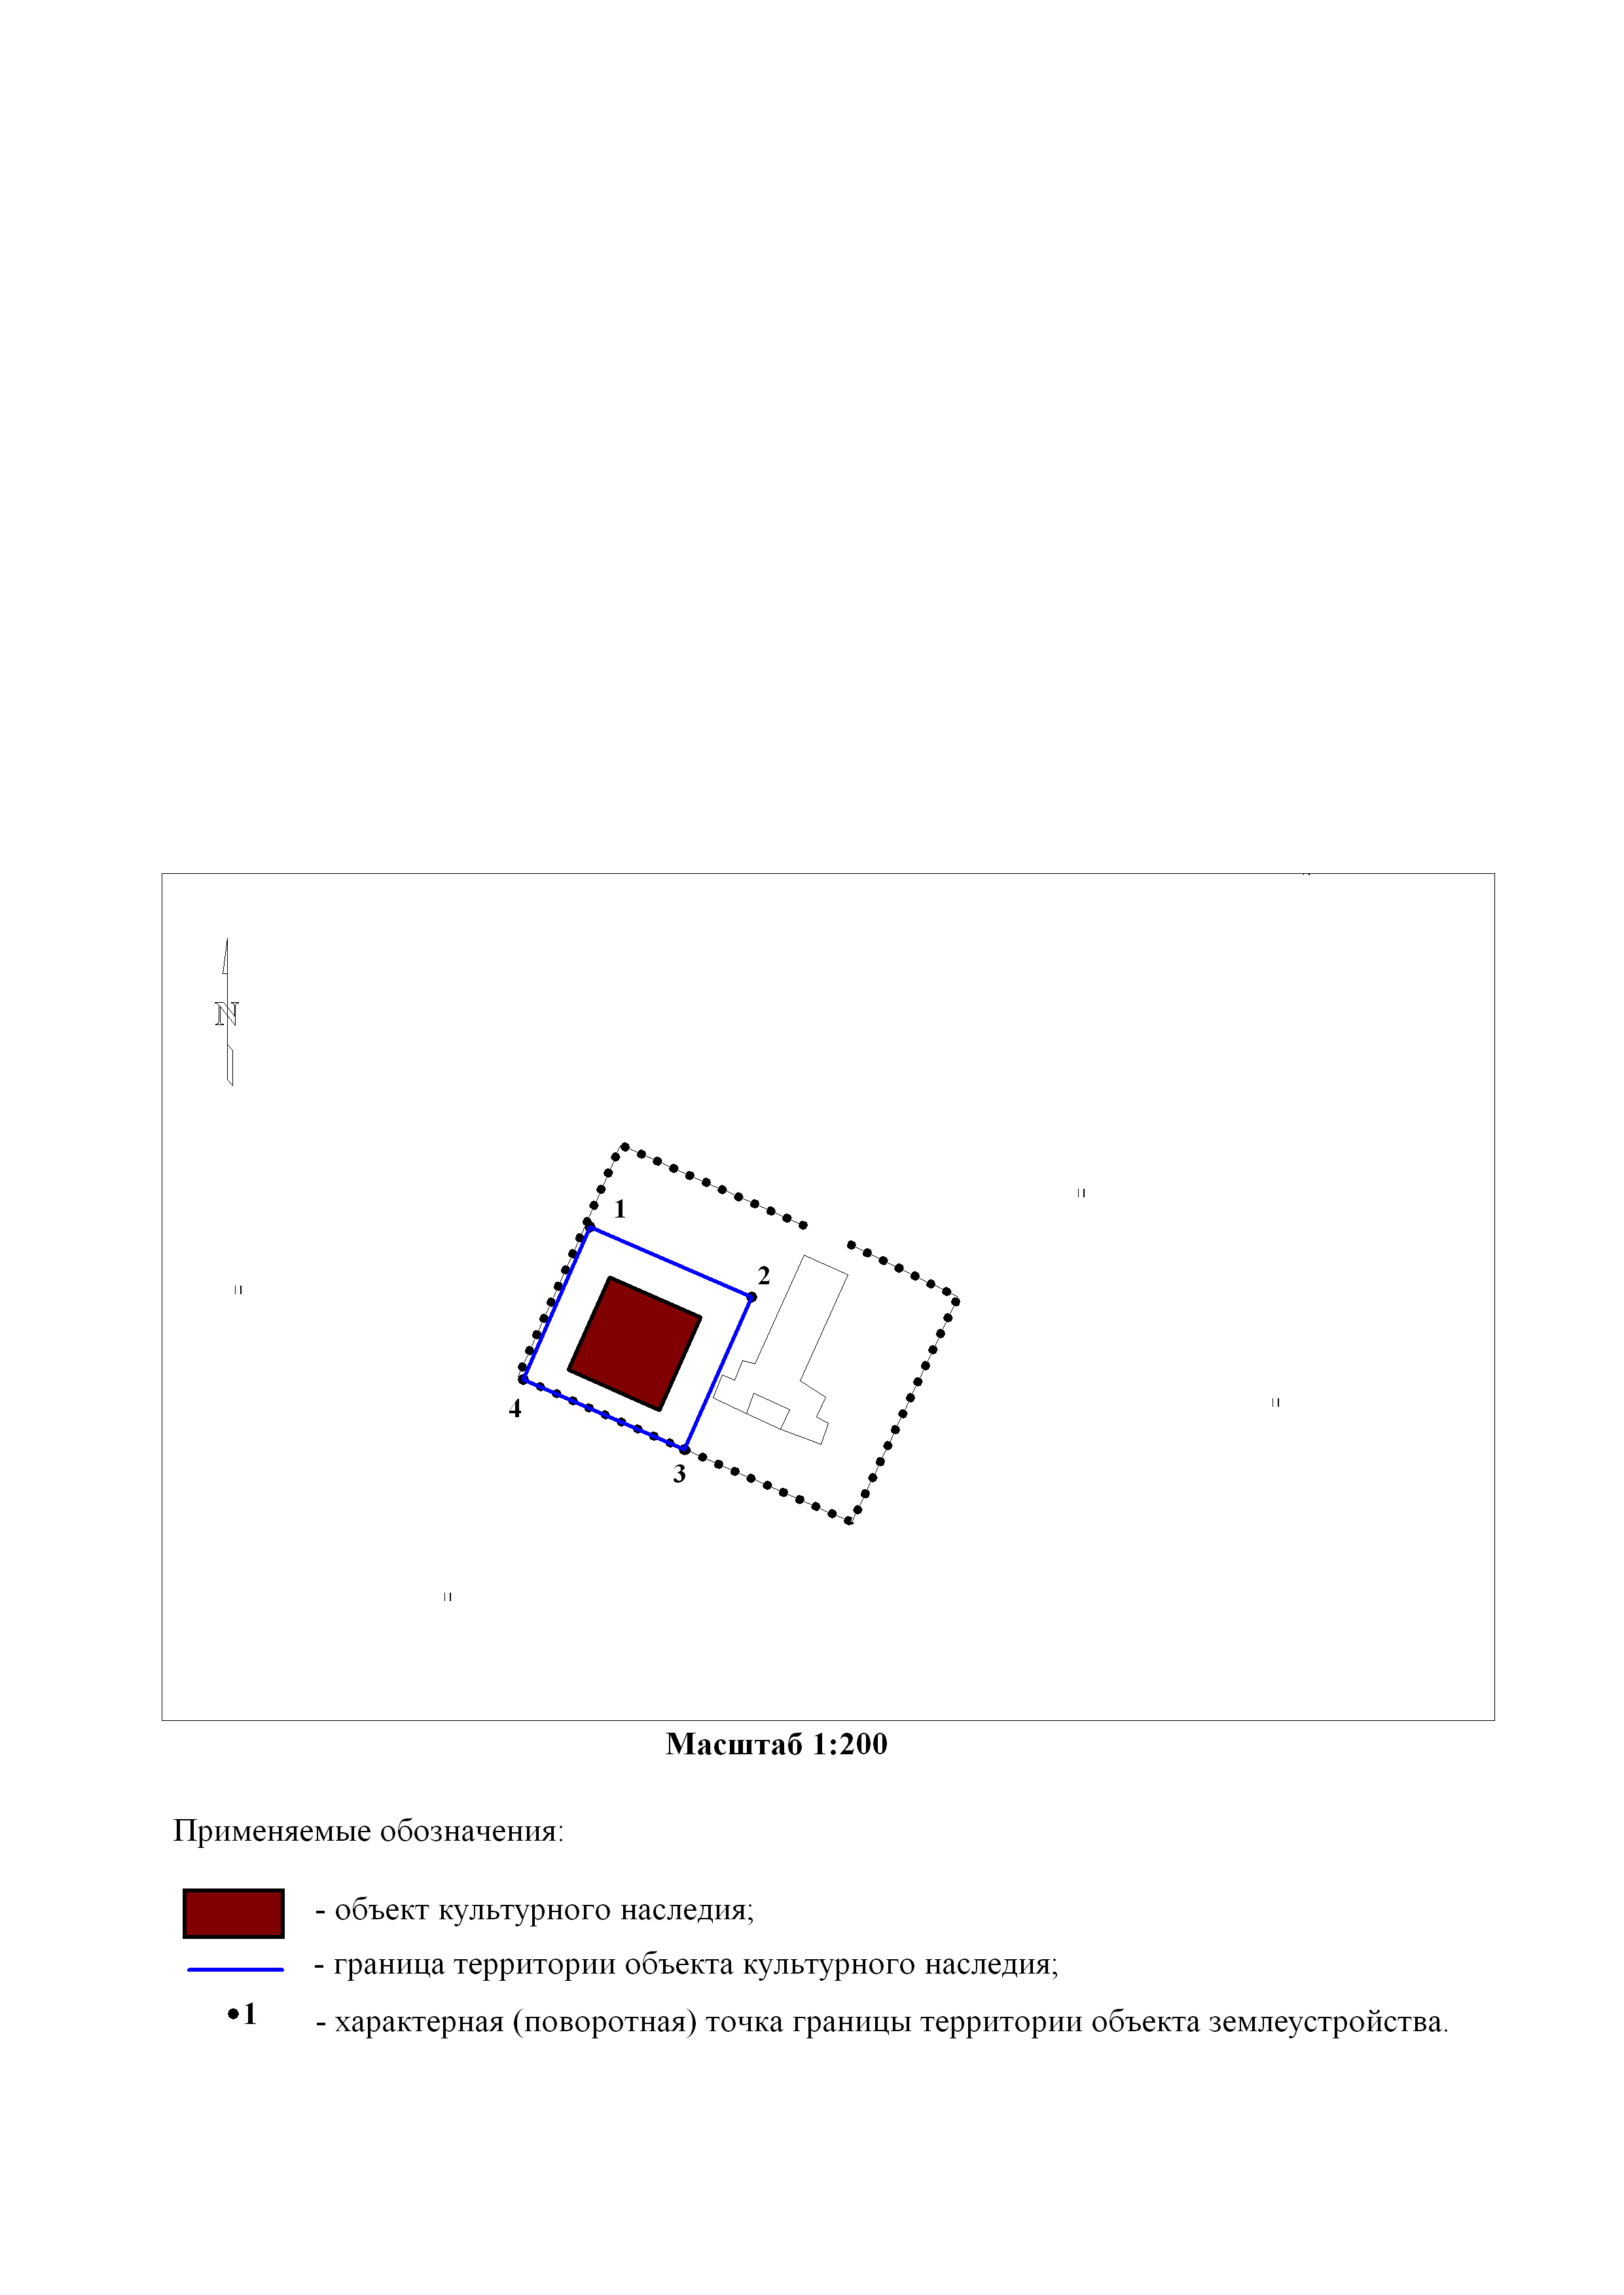 N
1
2
4
3
Масштаб 1:200
Применяемые обозначения:
- объект культурного наследия;
- граница территории объекта культурного наследия;
1 - характерная (поворотная) точка границы территории объекта землеустройства.